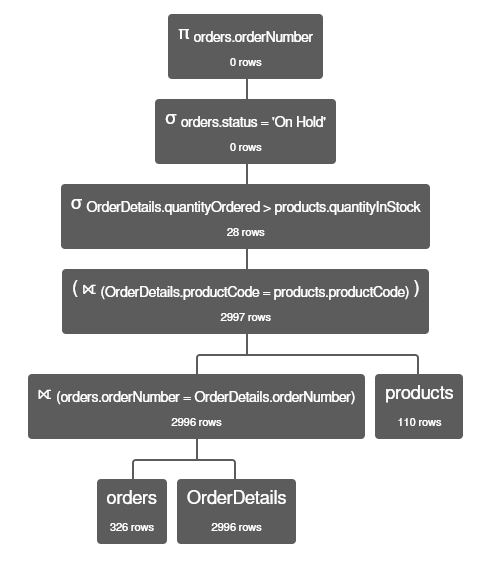 π orders.orderNumber
0 rows
σ orders.status = 'On Hold'
0 rows
σ OrderDetails.quantityOrdered > products.quantityInStock
28 rows
( ⟖ (OrderDetails.productCode = products.productCode) )
2997 rows
⟖ (orders.orderNumber = OrderDetails.orderNumber)
2996 rows
products
110 rows
orders
326 rows
OrderDetails
2996 rows